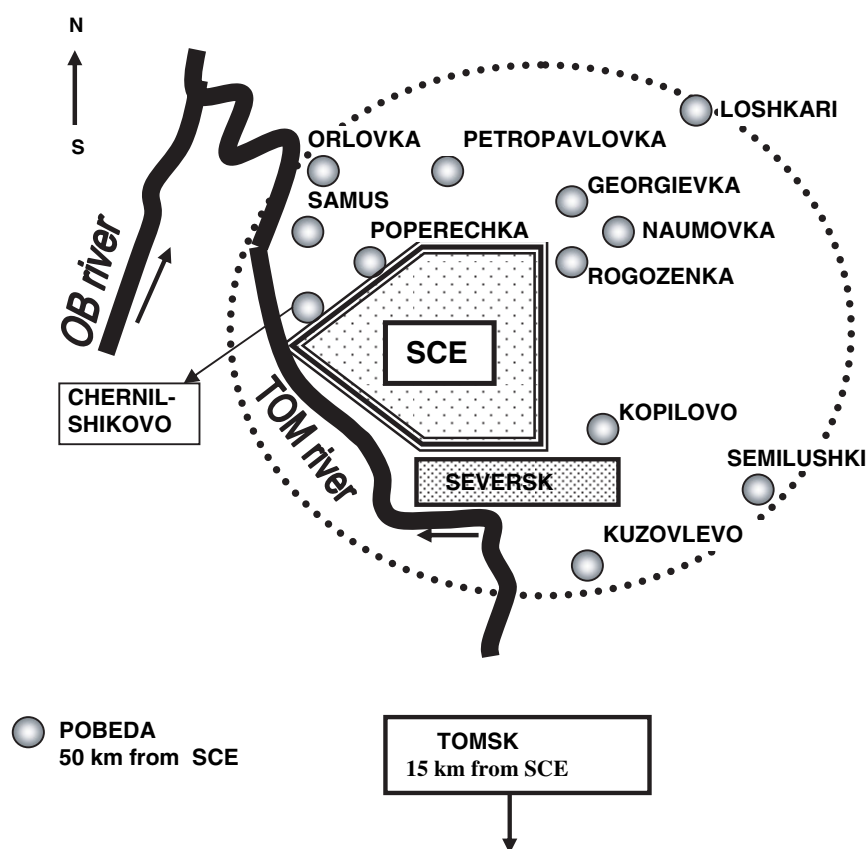 N
S
LOSHKARI
ORLOVKA
PETROPAVLOVKA
GEORGIEVKA
SAMUS
POPERECHKA
NAUMOVKA
ROGOZENKA
OB river
SCE
CHERNIL-
SHIKOVO
TOM river
KOPILOVO
SEMILUSHKI
SEVERSK
KUZOVLEVO
POBEDA
50 km from SCE
TOMSK
15 km from SCE